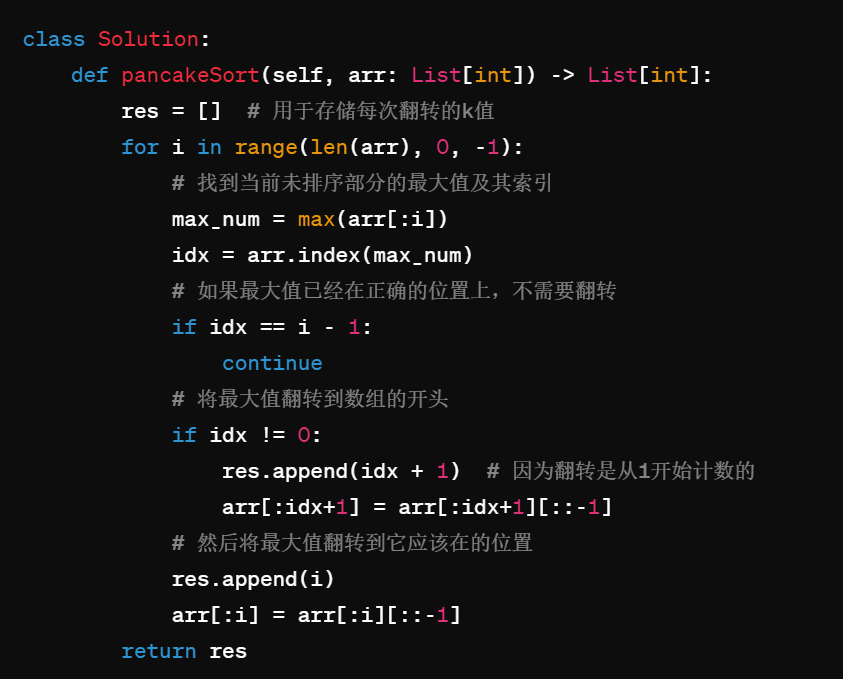 class Solution:
    def pancakeSort(self, arr: List[int]) -> List[int]:
        res = []  # 用于存储每次翻转的k值
        for i in range(len(arr), 0, -1):
            # 找到当前未排序部分的最大值及其索引
            max_num = max(arr[:i])
            idx = arr.index(max_num)
            # 如果最大值已经在正确的位置上，不需要翻转
            if idx == i - 1:
                continue
            # 将最大值翻转到数组的开头
            if idx != 0:
                res.append(idx + 1)  # 因为翻转是从1开始计数的
                arr[:idx+1] = arr[:idx+1][::-1]
            # 然后将最大值翻转到它应该在的位置
            res.append(i)
            arr[:i] = arr[:i][::-1]
        return res